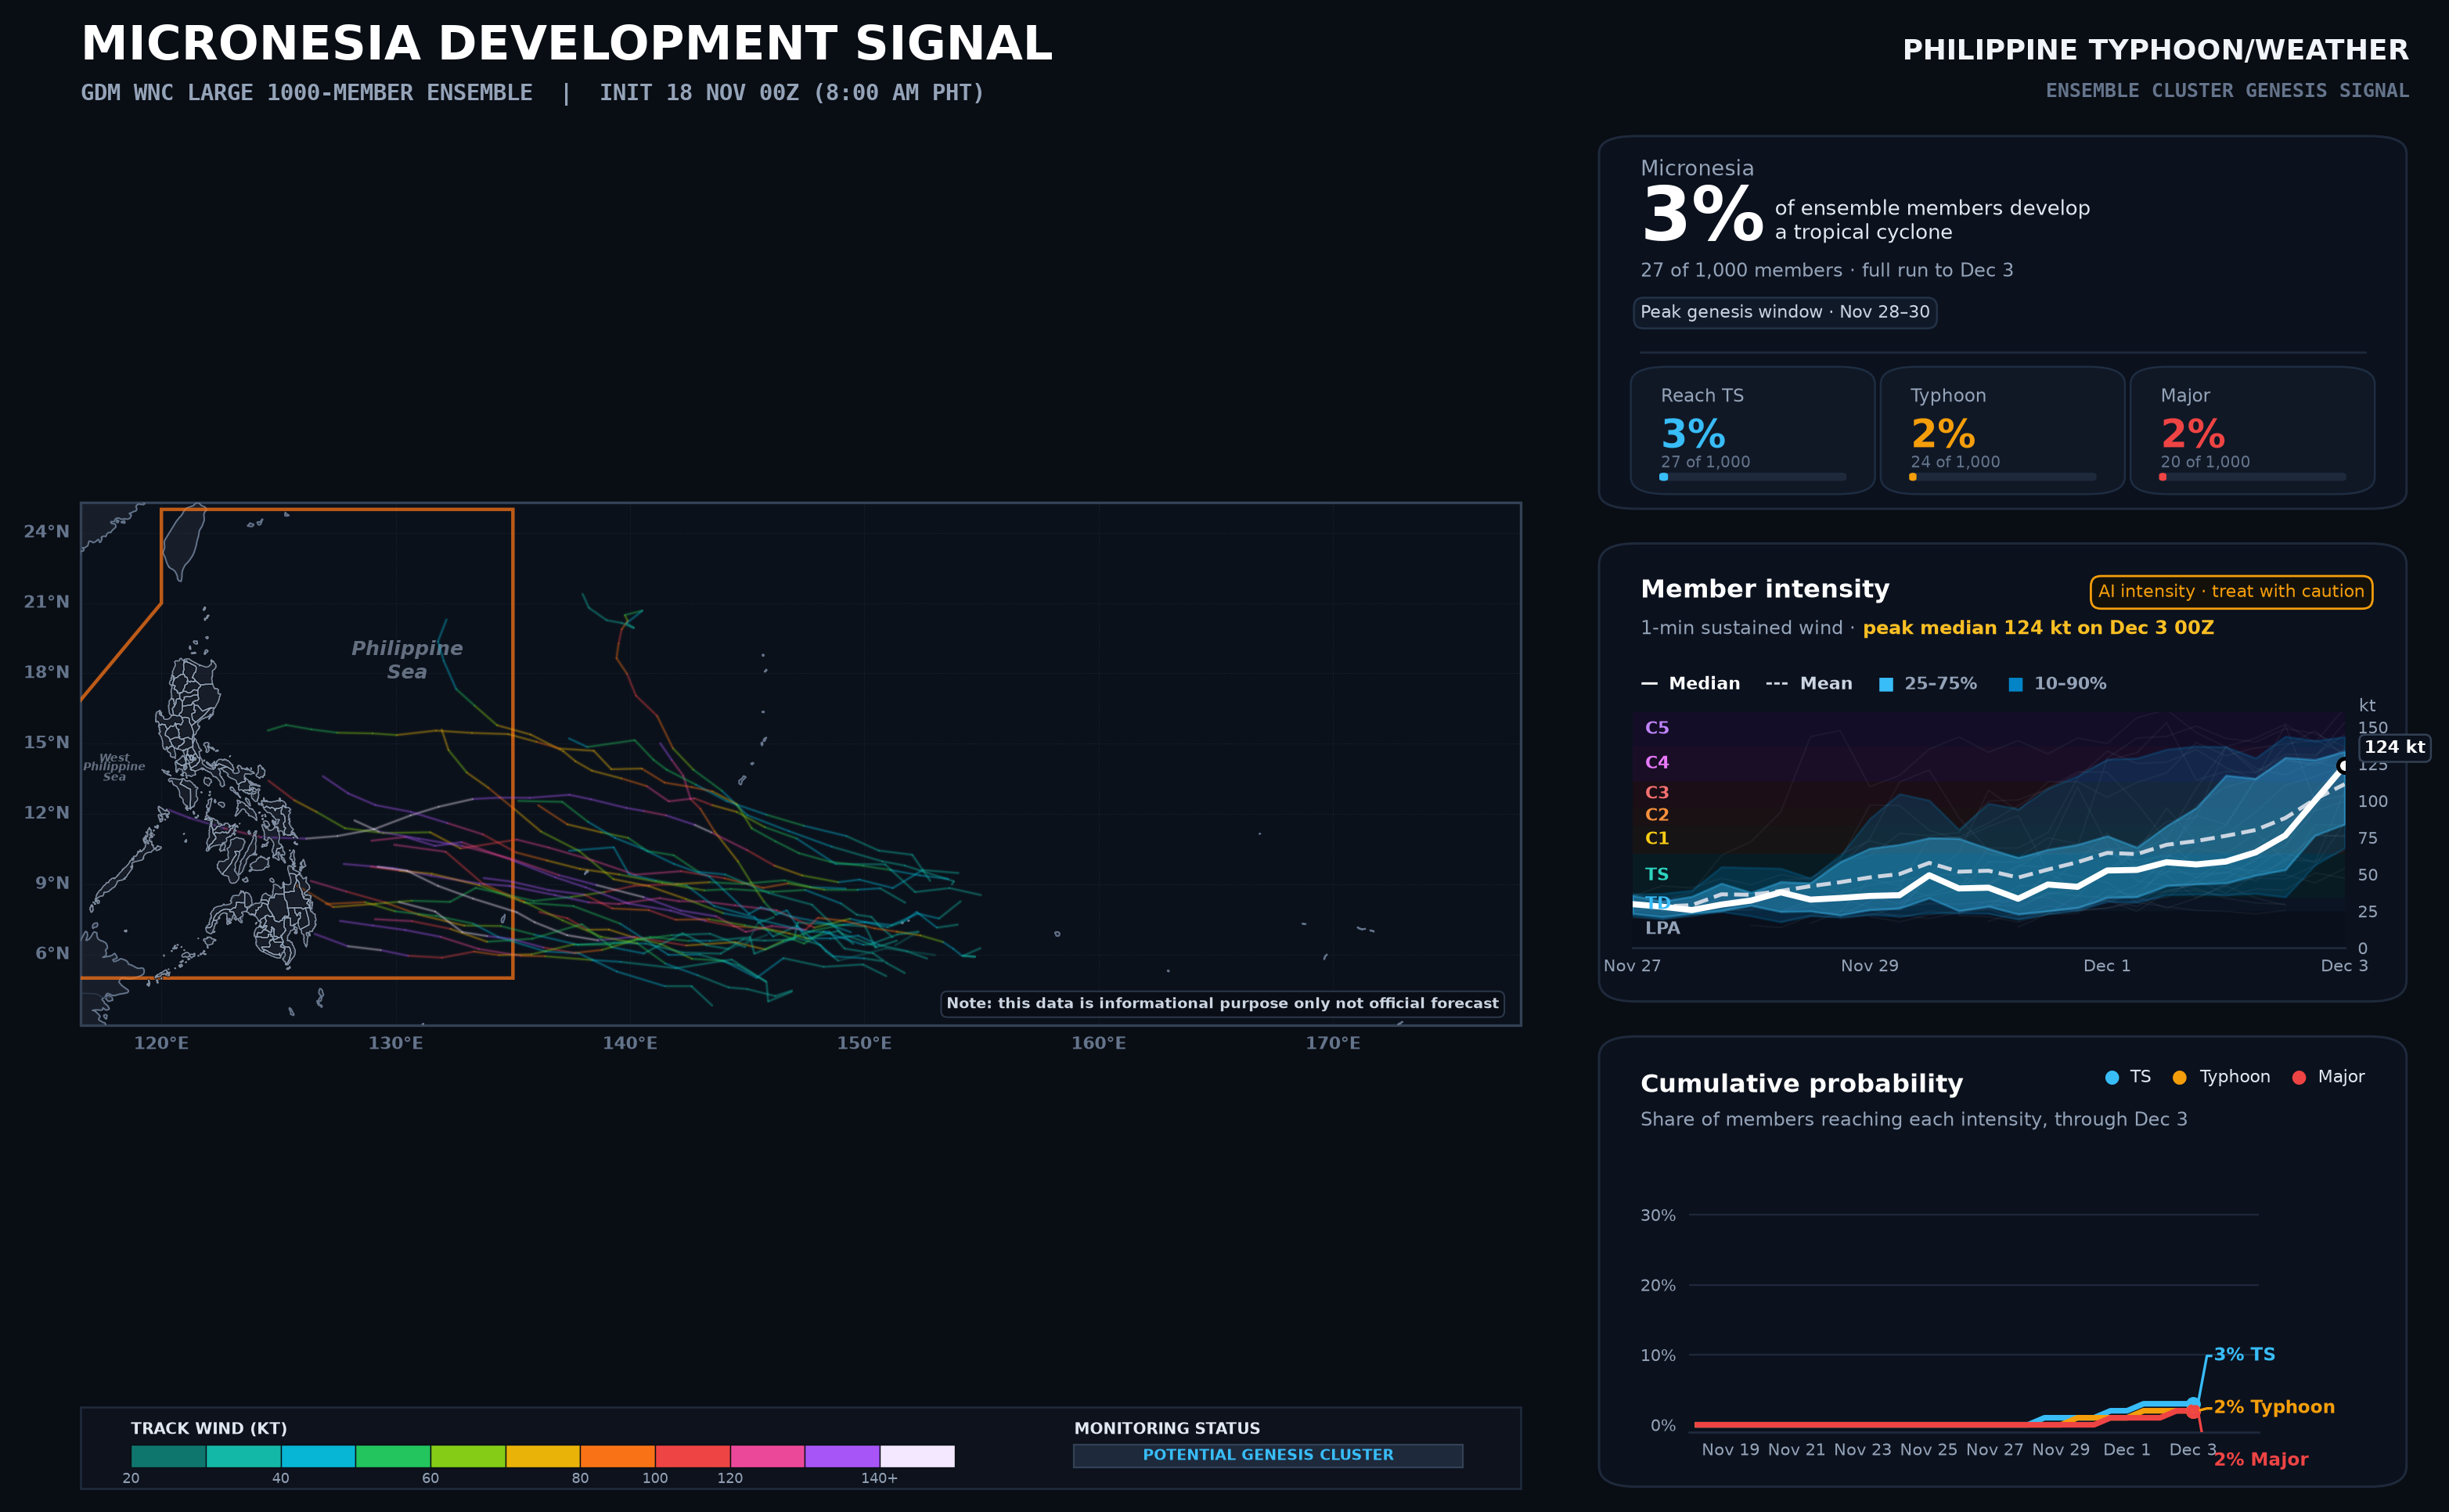 MICRONESIA DEVELOPMENT SIGNAL
GDM WNC LARGE 1000-MEMBER ENSEMBLE | INIT 18 NOV 00Z (8:00 AM PHT)
PHILIPPINE TYPHOON/WEATHER
ENSEMBLE CLUSTER GENESIS SIGNAL
24°N
21°N
18°N
15°N
12°N
9°N
6°N
Philippine
Sea
West
Philippine
Sea
Note: this data is informational purpose only not official forecast
120°E
130°E
140°E
150°E
160°E
170°E
TRACK WIND (KT)
20
40
60
80
100
120
140+
MONITORING STATUS
POTENTIAL GENESIS CLUSTER
Micronesia
3% of ensemble members develop
a tropical cyclone
27 of 1,000 members · full run to Dec 3
Peak genesis window · Nov 28–30
Reach TS
3%
27 of 1,000
Typhoon
2%
24 of 1,000
Major
2%
20 of 1,000
Member intensity
AI intensity · treat with caution
1-min sustained wind · peak median 124 kt on Dec 3 00Z
Median
Mean
25–75%
10–90%
kt
C5
C4
C3
C2
C1
TS
TD
LPA
150
124 kt
125
100
75
50
25
0
Nov 27
Nov 29
Dec 1
Dec 3
Cumulative probability
TS
Typhoon
Major
Share of members reaching each intensity, through Dec 3
30%
20%
10%
0%
3% TS
2% Typhoon
2% Major
Nov 19
Nov 21
Nov 23
Nov 25
Nov 27
Nov 29
Dec 1
Dec 3